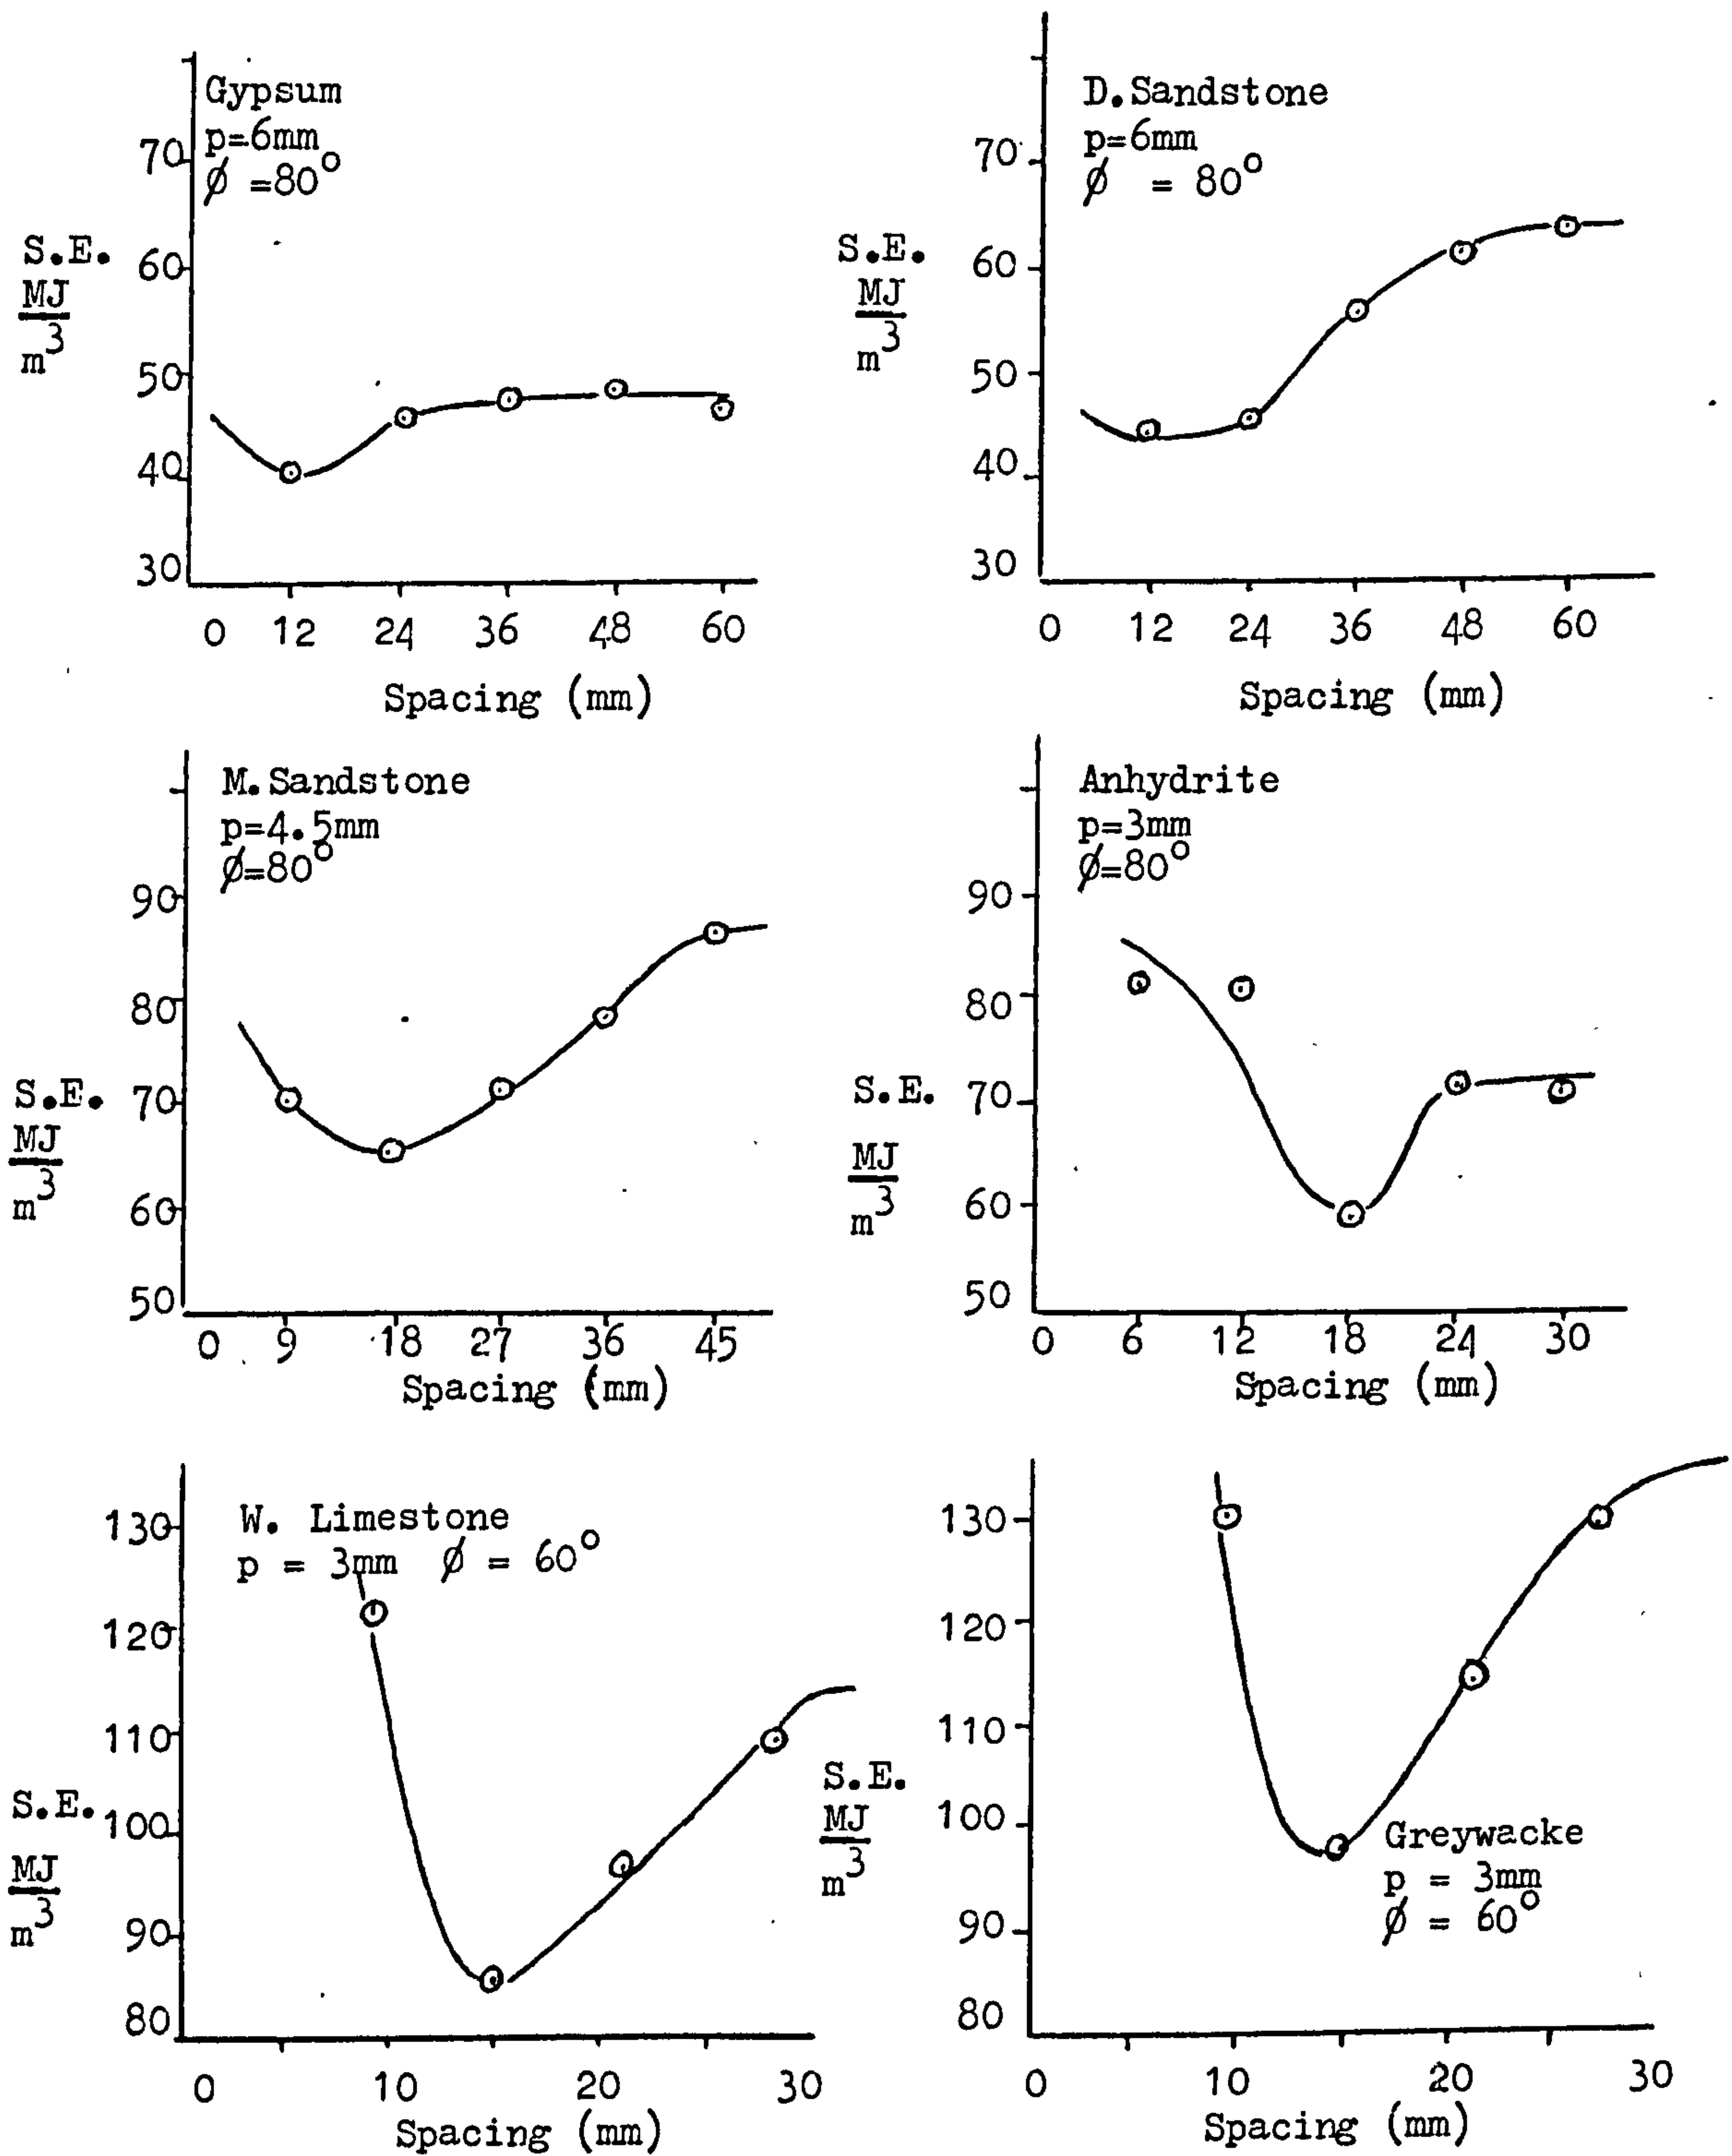 Gypsum
p=6mm
ø =80°
70
60
50
40
30
S.E.
MJ
m3
0 12 24 36 48 60
Spacing (mm)
D.Sandstone
p=6mm
ø = 80°
70
60
50
40
30
S.E.
MJ
m3
0 12 24 36 48 60
Spacing (mm)
M.Sandstone
p=4.5mm
ø=80°
90
80
70
60
50
S.E.
MJ
m3
0 9 18 27 36 45
Spacing (mm)
Anhydrite
p=3mm
ø=80°
90
80
70
60
50
S.E.
MJ
m3
0 6 12 18 24 30
Spacing (mm)
W. Limestone
p = 3mm ø = 60°
130
120
110
100
90
80
S.E.
MJ
m3
0 10 20 30
Spacing (mm)
130
120
110
100
90
80
S.E.
MJ
m3
Greywacke
p = 3mm
ø = 60°
0 10 20 30
Spacing (mm)